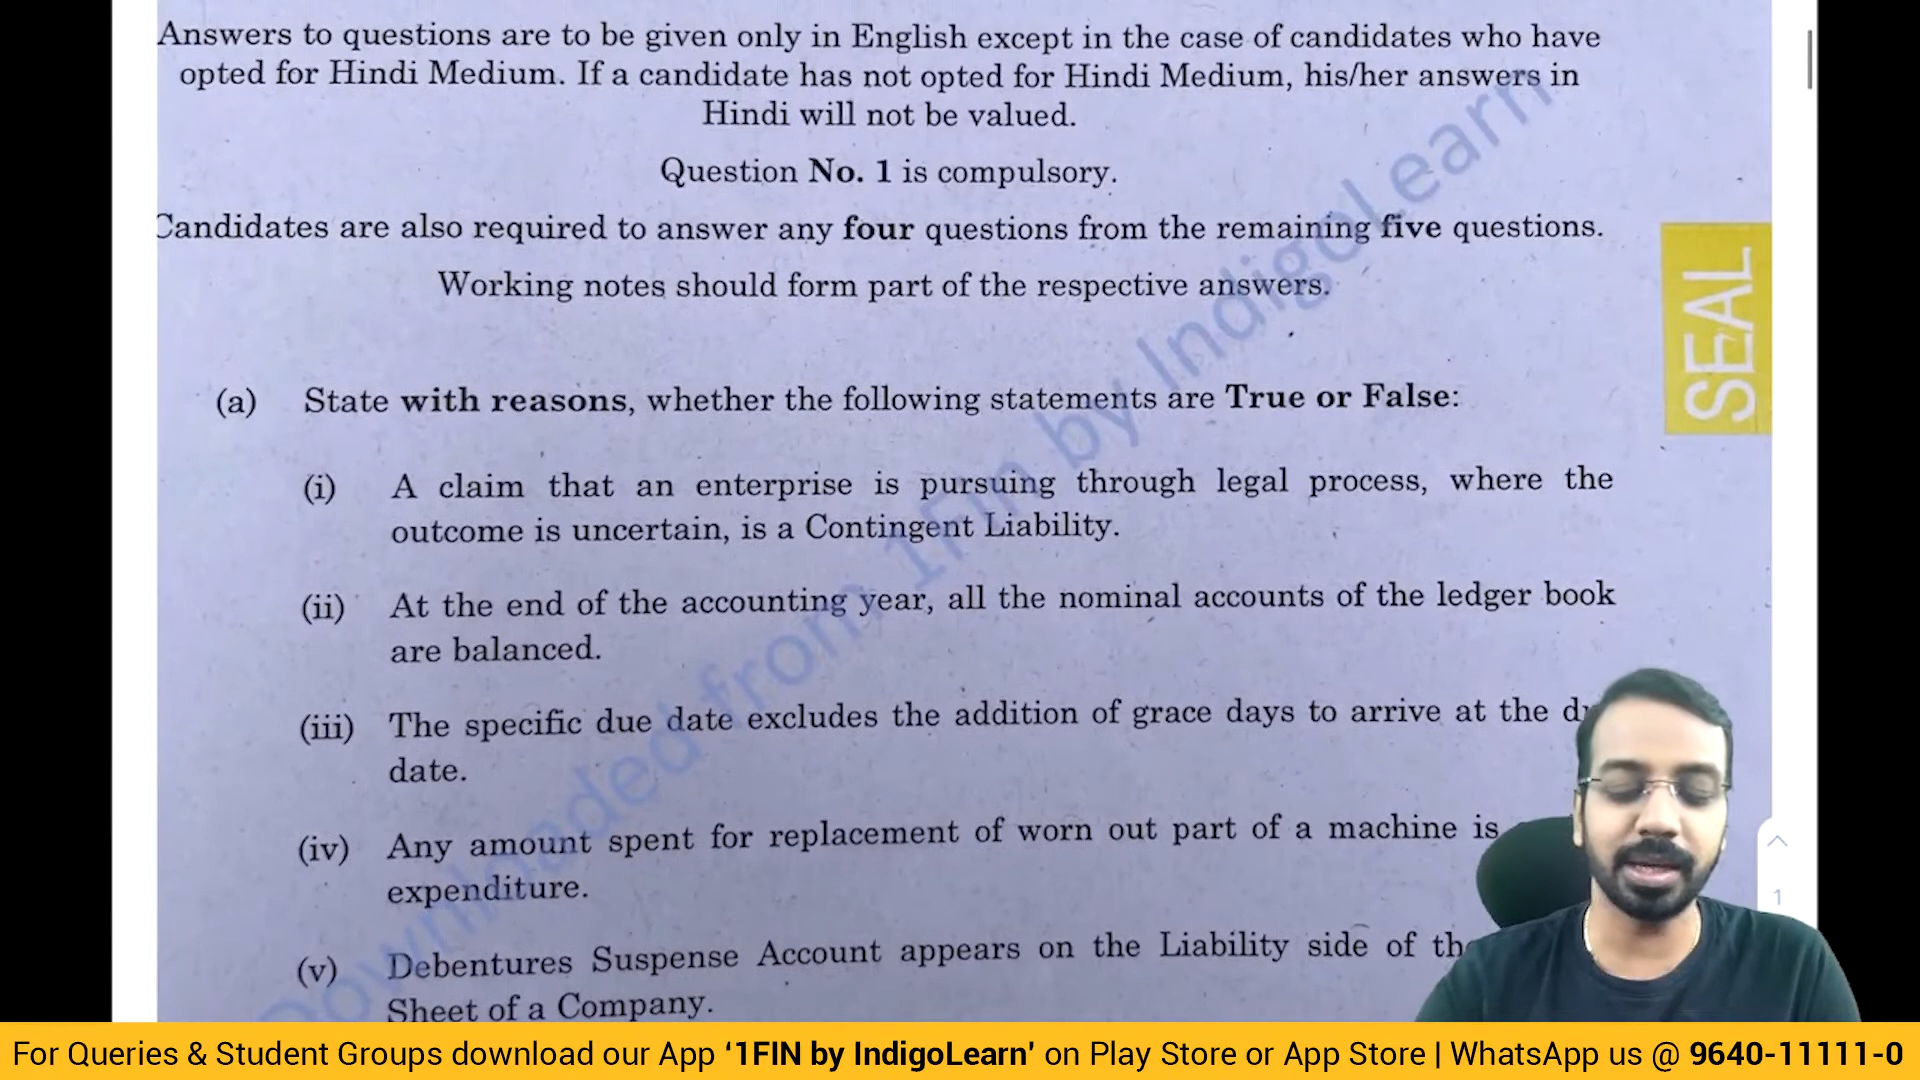 Answers to questions are to be given only in English except in the case of candidates who have
opted for Hindi Medium. If a candidate has not opted for Hindi Medium, his/her answers in
Hindi will not be valued.
Question No. 1 is compulsory.
Candidates are also required to answer any four questions from the remaining five questions.
Working notes should form part of the respective answers.
SEAL
(a) State with reasons, whether the following statements are True or False:
(i) A claim that an enterprise is pursuing through legal process, where the
outcome is uncertain, is a Contingent Liability.
(ii) At the end of the accounting year, all the nominal accounts of the ledger book
are balanced.
(iii) The specific due date excludes the addition of grace days to arrive at the
date.
(iv) Any amount spent for replacement of worn out part of a machine is
expenditure.
(v) Debentures Suspense Account appears on the Liability side of
Sheet of a Company.
Downloaded from 1Fin by IndigoLearn
1
For Queries & Student Groups download our App ‘1FIN by IndigoLearn’ on Play Store or App Store | WhatsApp us @ 9640-11111-0